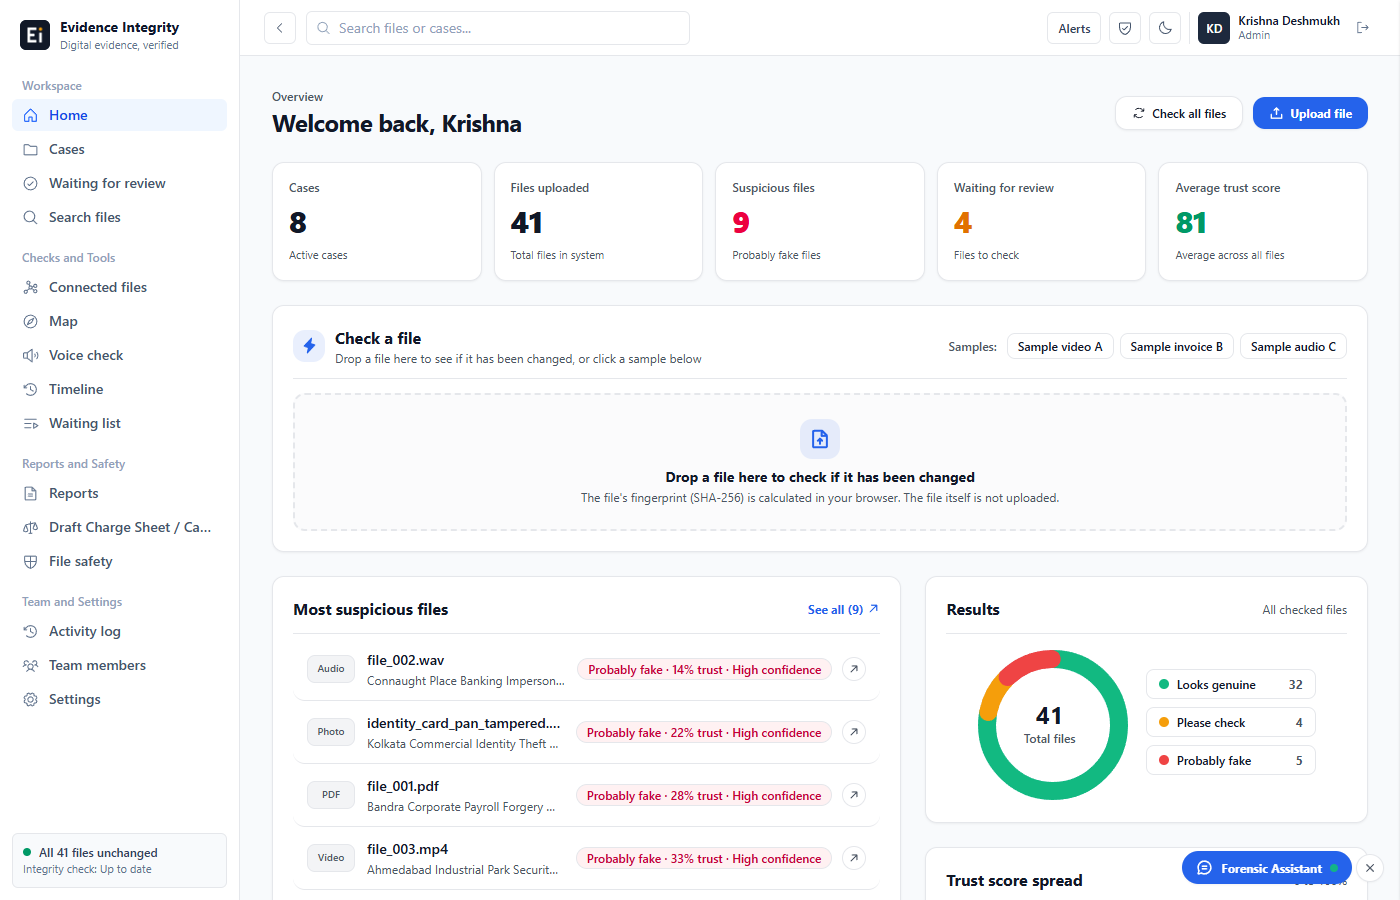 Ei
Evidence Integrity
Digital evidence, verified
Workspace
Home
Cases
Waiting for review
Search files
Checks and Tools
Connected files
Map
Voice check
Timeline
Waiting list
Reports and Safety
Reports
Draft Charge Sheet / Ca...
File safety
Team and Settings
Activity log
Team members
Settings
All 41 files unchanged
Integrity check: Up to date
Search files or cases...
Alerts
KD
Krishna Deshmukh
Admin
Overview
Welcome back, Krishna
Check all files
Upload file
Cases
8
Active cases
Files uploaded
41
Total files in system
Suspicious files
9
Probably fake files
Waiting for review
4
Files to check
Average trust score
81
Average across all files
Check a file
Drop a file here to see if it has been changed, or click a sample below
Samples:
Sample video A
Sample invoice B
Sample audio C
Drop a file here to check if it has been changed
The file's fingerprint (SHA-256) is calculated in your browser. The file itself is not uploaded.
Most suspicious files
See all (9)
Audio
file_002.wav
Connaught Place Banking Imperson...
Probably fake · 14% trust · High confidence
Photo
identity_card_pan_tampered....
Kolkata Commercial Identity Theft ...
Probably fake · 22% trust · High confidence
PDF
file_001.pdf
Bandra Corporate Payroll Forgery ...
Probably fake · 28% trust · High confidence
Video
file_003.mp4
Ahmedabad Industrial Park Securit...
Probably fake · 33% trust · High confidence
Results
All checked files
41
Total files
Looks genuine 32
Please check 4
Probably fake 5
Trust score spread
Forensic Assistant